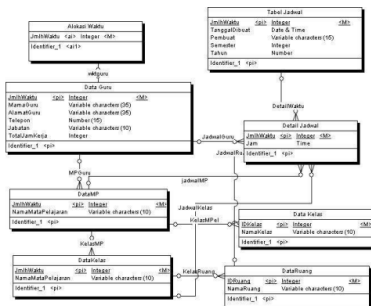 Alokasi Waktu
JmlhWaktu <ai> Integer <M>
Identifier_1 <ai1>
Tabel Jadwal
JmlhWaktu <pi> Integer <M>
TanggalDibuat Date & Time
Pembuat Variable characters (15)
Semester Integer
Tahun Number
Identifier_1 <pi>
wktguru
DetailWaktu
Data Guru
JmlhWaktu <pi> Integer <M>
NamaGuru Variable characters (35)
AlamatGuru Variable characters (35)
Telepon Number (15)
Jabatan Variable characters (10)
TotalJamKerja Integer
Identifier_1 <pi>
Detail Jadwal
JmlhWaktu <pi> Integer <M>
Jam Time
Identifier_1 <pi>
JadwalGuru
JadwalRu
MPGuru
jadwalMP
DataMP
JmlhWaktu <pi> Integer <M>
NamaMataPelajaran Variable characters (10)
Identifier_1 <pi>
JadwalKelas
KelasMPel
Data Kelas
IDKelas <pi> Integer <M>
NamaKelas Variable characters (10)
Identifier_1 <pi>
KelasMP
DataKelas
JmlhWaktu <pi> Integer <M>
NamaMataPelajaran Variable characters (10)
Identifier_1 <pi>
KelasRuang
DataRuang
IDRuang <pi> Integer <M>
NamaRuang Variable characters (10)
Identifier_1 <pi>